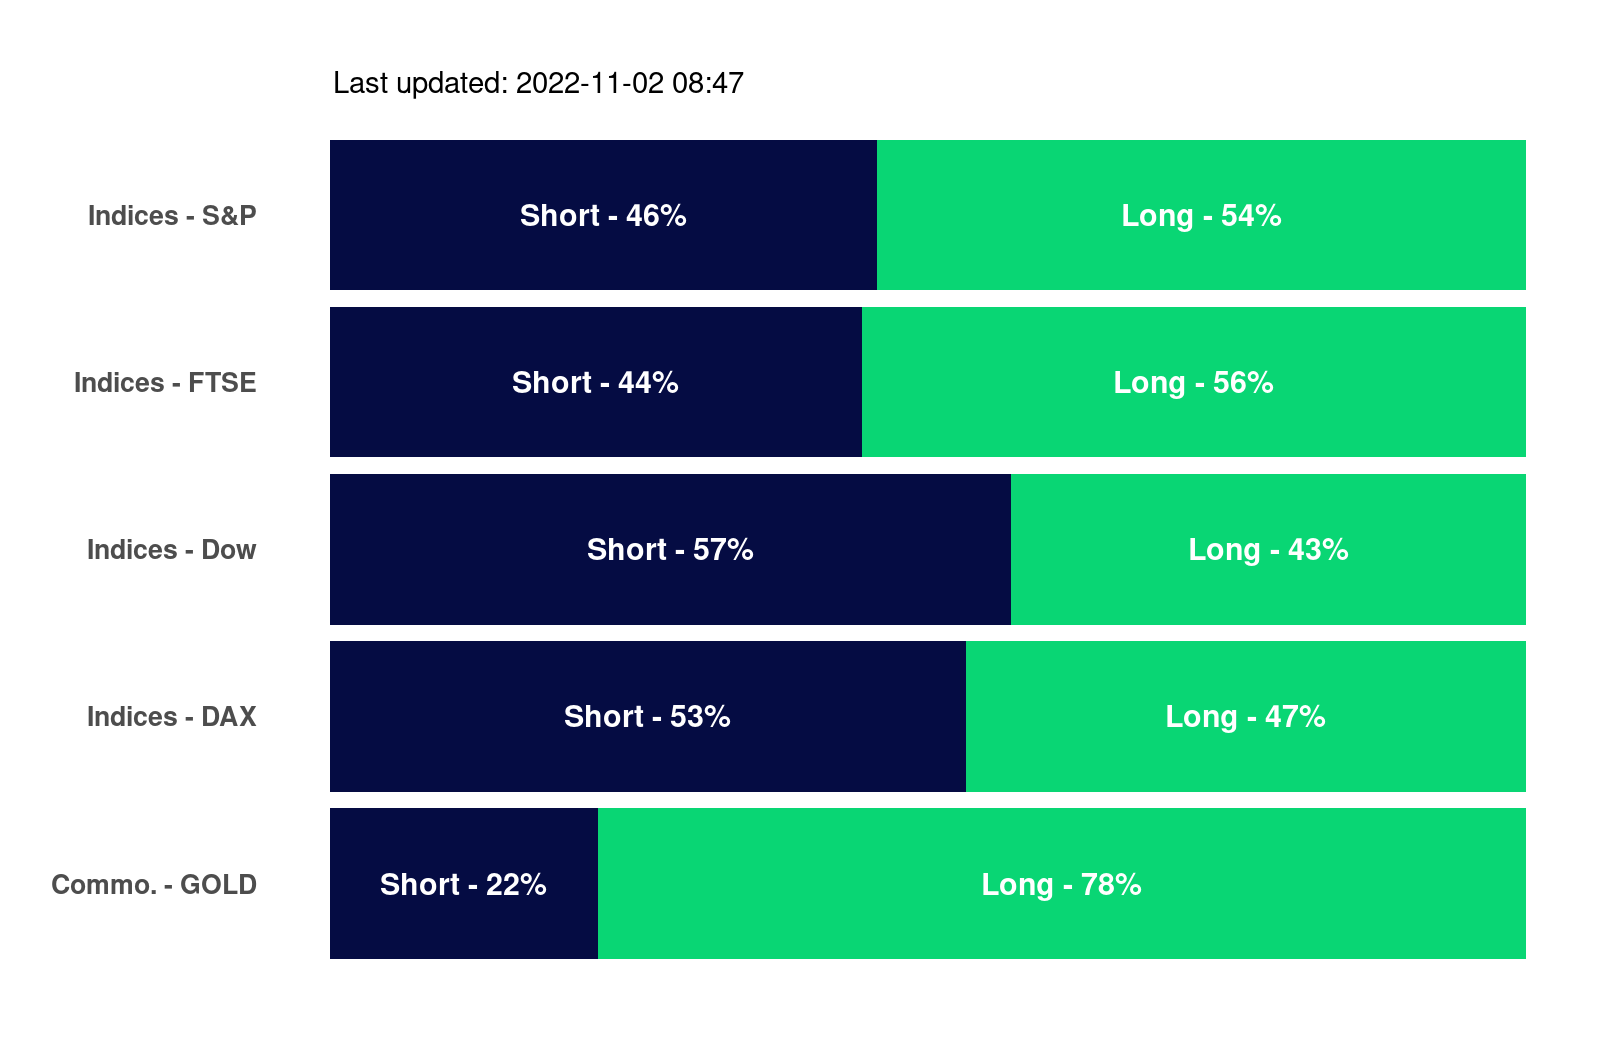 Last updated: 2022-11-02 08:47
Indices - S&P Short - 46% Long - 54%
Indices - FTSE Short - 44% Long - 56%
Indices - Dow Short - 57% Long - 43%
Indices - DAX Short - 53% Long - 47%
Commo. - GOLD Short - 22% Long - 78%